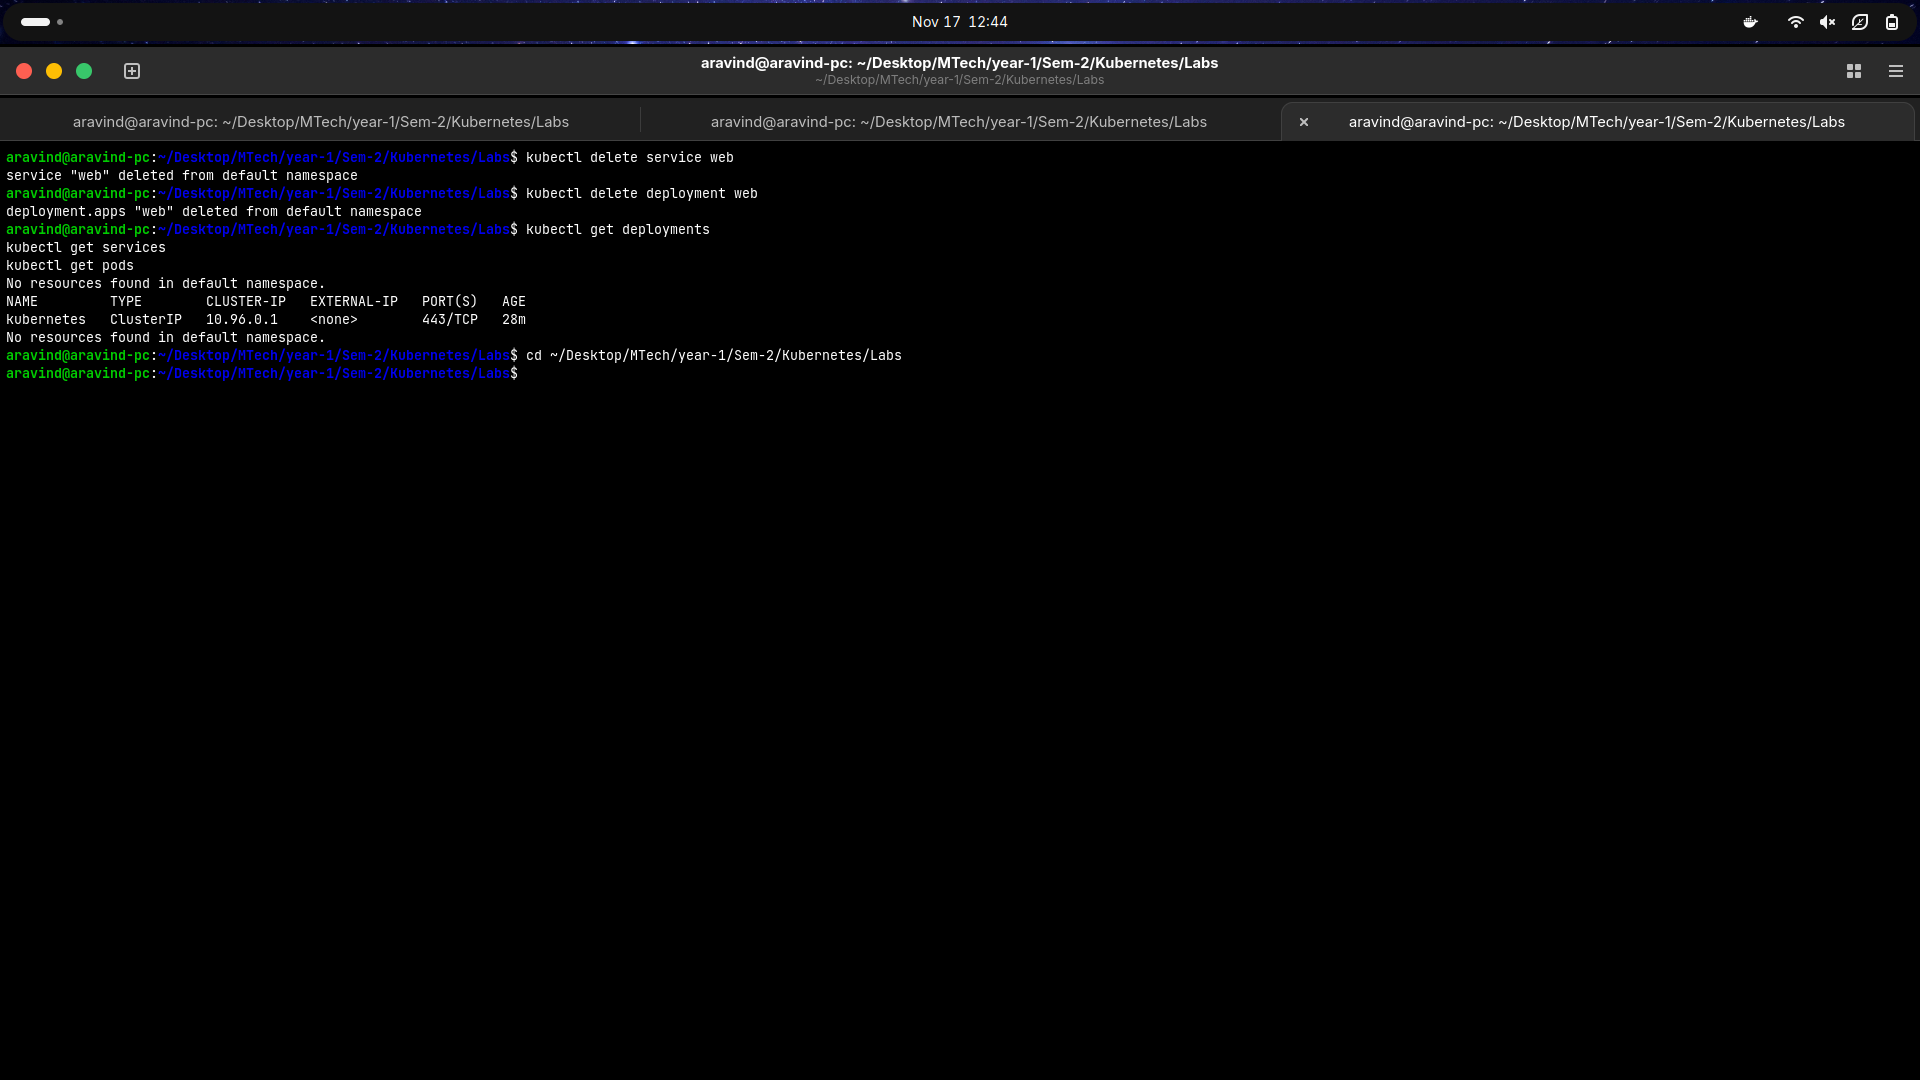 Nov 17 12:44
aravind@aravind-pc: ~/Desktop/MTech/year-1/Sem-2/Kubernetes/Labs
~/Desktop/MTech/year-1/Sem-2/Kubernetes/Labs
aravind@aravind-pc: ~/Desktop/MTech/year-1/Sem-2/Kubernetes/Labs
aravind@aravind-pc: ~/Desktop/MTech/year-1/Sem-2/Kubernetes/Labs
aravind@aravind-pc: ~/Desktop/MTech/year-1/Sem-2/Kubernetes/Labs
aravind@aravind-pc:~/Desktop/MTech/year-1/Sem-2/Kubernetes/Labs$ kubectl delete service web
service "web" deleted from default namespace
aravind@aravind-pc:~/Desktop/MTech/year-1/Sem-2/Kubernetes/Labs$ kubectl delete deployment web
deployment.apps "web" deleted from default namespace
aravind@aravind-pc:~/Desktop/MTech/year-1/Sem-2/Kubernetes/Labs$ kubectl get deployments
kubectl get services
kubectl get pods
No resources found in default namespace.
NAME         TYPE        CLUSTER-IP   EXTERNAL-IP   PORT(S)   AGE
kubernetes   ClusterIP   10.96.0.1    <none>        443/TCP   28m
No resources found in default namespace.
aravind@aravind-pc:~/Desktop/MTech/year-1/Sem-2/Kubernetes/Labs$ cd ~/Desktop/MTech/year-1/Sem-2/Kubernetes/Labs
aravind@aravind-pc:~/Desktop/MTech/year-1/Sem-2/Kubernetes/Labs$